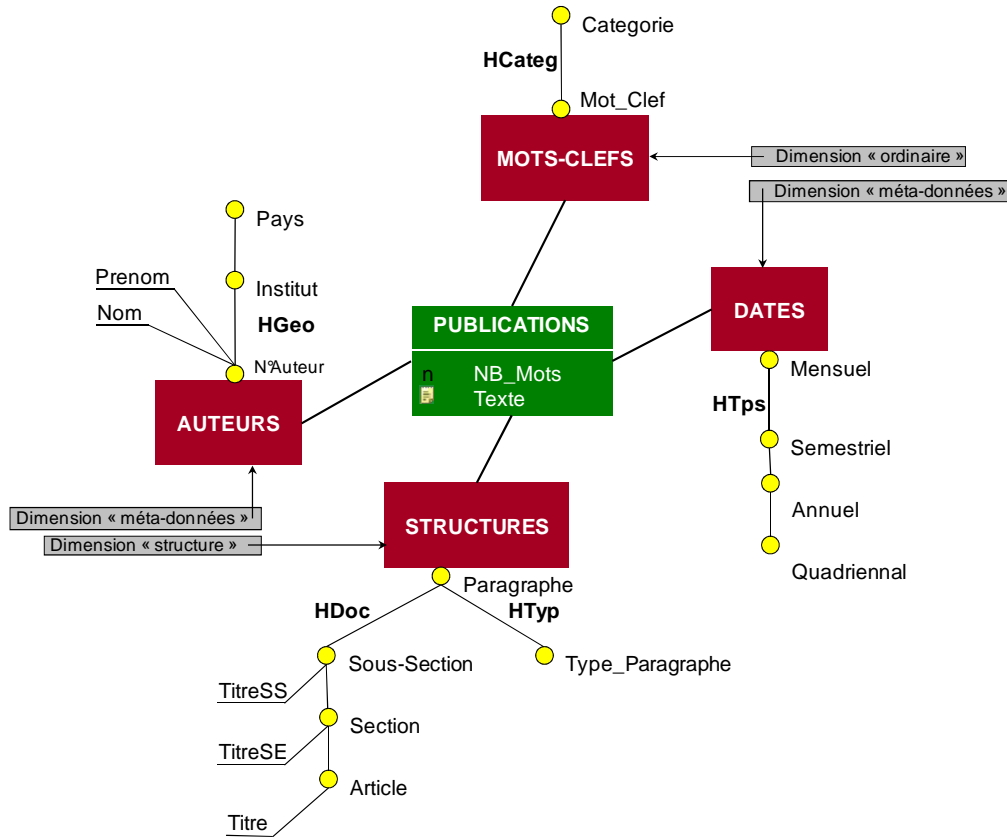 Categorie
HCateg
Mot_Clef
MOTS-CLEFS
Dimension « ordinaire »
Dimension « méta-données »
Pays
Prenom
Institut
Nom
HGeo
N°Auteur
AUTEURS
PUBLICATIONS
n NB_Mots
Texte
DATES
Mensuel
HTps
Semestriel
Annuel
Quadriennal
Dimension « méta-données »
Dimension « structure »
STRUCTURES
Paragraphe
HDoc
HTyp
Sous-Section
Type_Paragraphe
TitreSS
Section
TitreSE
Article
Titre